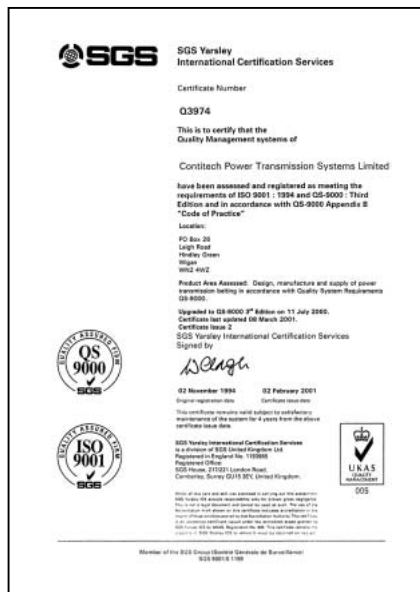 SGS
SGS Yarsley
International Certification Services
Certificate Number
Q3974
This is to certify that the
Quality Management systems of
Contitech Power Transmission Systems Limited
have been assessed and registered as meeting the
requirements of ISO 9001 : 1994 and QS-9000 : Third
Edition and in accordance with QS-9000 Appendix B
"Code of Practice"
Location:
PO Box 26
Leigh Road
Hindley Green
Wigan
WN2 4WZ
Product Area Assessed: Design, manufacture and supply of power
transmission belting in accordance with Quality System Requirements
QS-9000.
Upgraded to QS-9000 3rd Edition on 11 July 2000.
Certificate last updated 08 March 2001.
Certificate Issue 2
SGS Yarsley International Certification Services
Signed by
02 November 1994 02 February 2001
Original registration date Certificate issue date
This certificate remains valid subject to satisfactory
maintenance of the system for 4 years from the above
certificate issue date.
SGS Yarsley International Certification Services
is a division of SGS United Kingdom Ltd.
Registered in England No.
Registered Office:
SGS House, 217/221 London Road,
Camberley, Surrey GU15 3EY, United Kingdom.
QUALITY ASSURED FIRM
QS
9000
SGS
QUALITY ASSURED FIRM
ISO
9001
SGS
UKAS
QUALITY
MANAGEMENT
005
Member of the SGS Group (Société Générale de Surveillance)